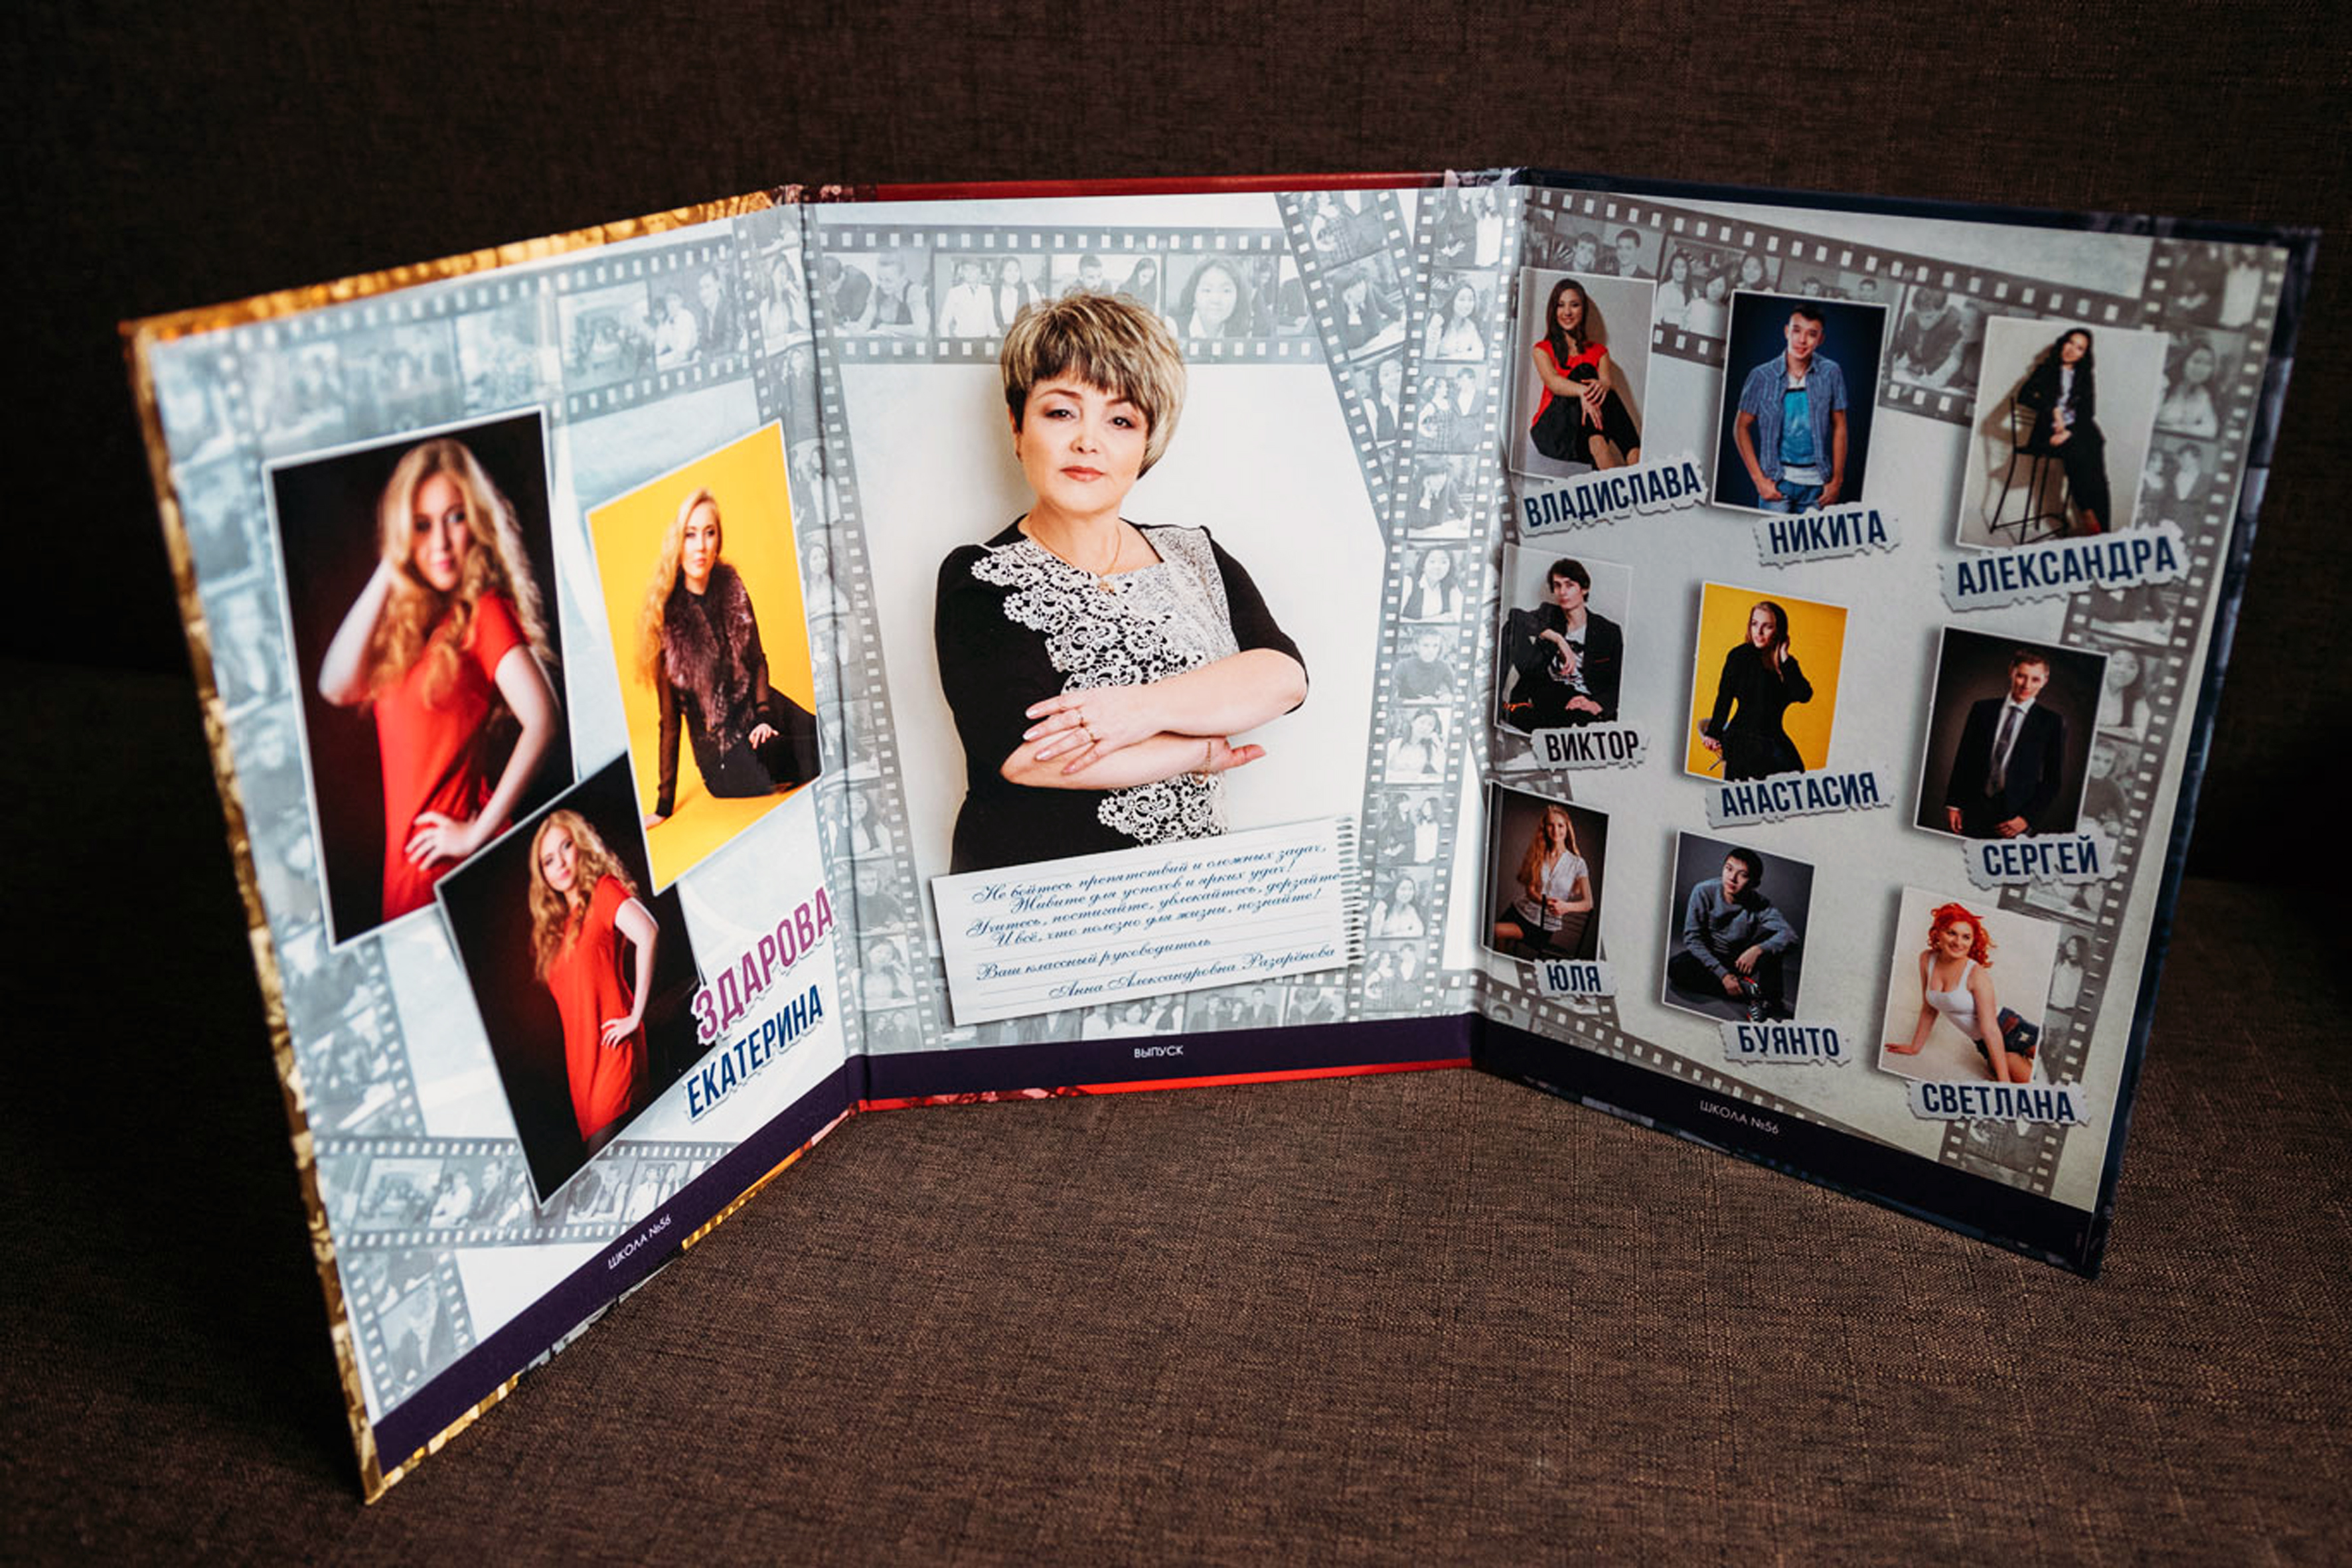 ЗДАРОВА
ЕКАТЕРИНА
ШКОЛА №56
Не бойтесь препятствий и сложных задач,
Живите для успехов и ярких удач!
Учитесь, постигайте, увлекайтесь, дерзайте
И всё, что полезно для жизни, познайте!
Ваш классный руководитель
Анна Александровна Разарёнова
ВЫПУСК
ВЛАДИСЛАВА
НИКИТА
АЛЕКСАНДРА
ВИКТОР
АНАСТАСИЯ
СЕРГЕЙ
ЮЛЯ
БУЯНТО
СВЕТЛАНА
ШКОЛА №56